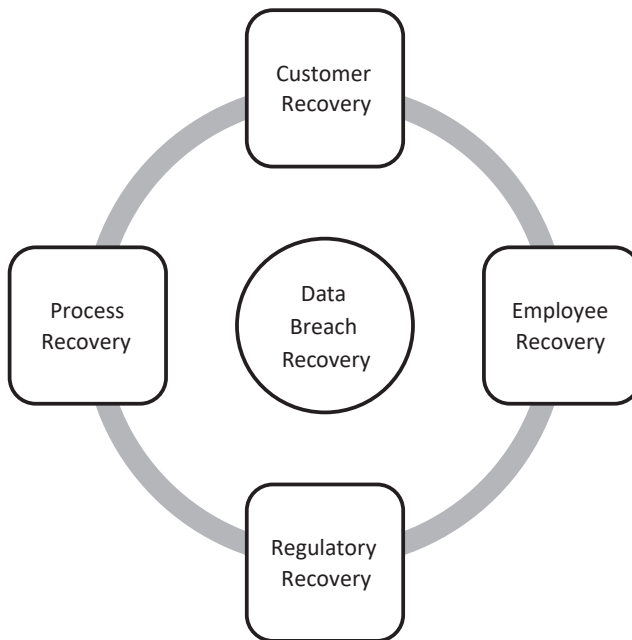 Customer
Recovery
Process
Recovery
Data
Breach
Recovery
Employee
Recovery
Regulatory
Recovery